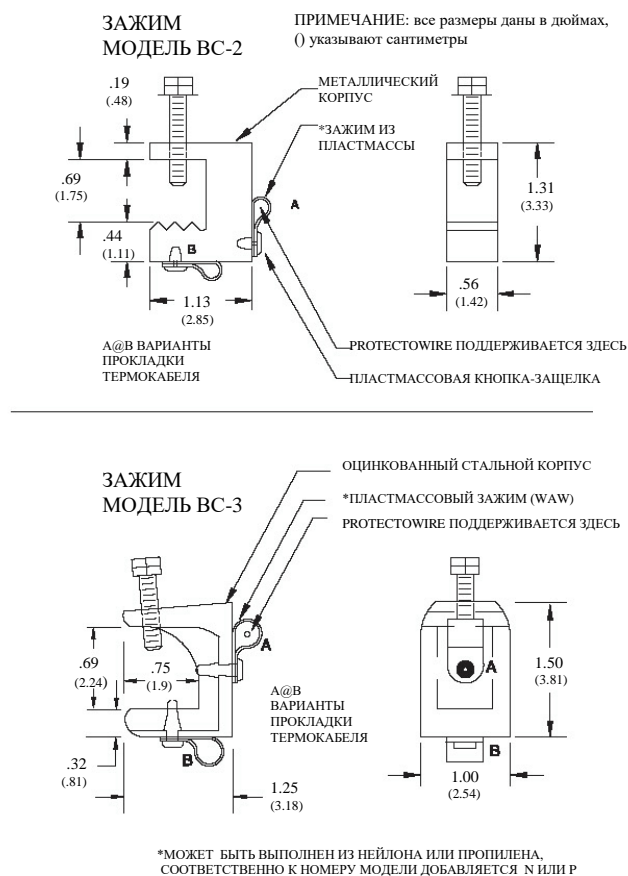 ЗАЖИМ
МОДЕЛЬ BC-2
ПРИМЕЧАНИЕ: все размеры даны в дюймах,
() указывают сантиметры
.19
(.48)
МЕТАЛЛИЧЕСКИЙ
КОРПУС
*ЗАЖИМ ИЗ
ПЛАСТМАССЫ
.69
(1.75)
A
1.31
(3.33)
.44
(1.11)
B
.56
(1.42)
1.13
(2.85)
A@B ВАРИАНТЫ
ПРОКЛАДКИ
ТЕРМОКАБЕЛЯ
PROTECTOWIRE ПОДДЕРЖИВАЕТСЯ ЗДЕСЬ
ПЛАСТМАССОВАЯ КНОПКА-ЗАЩЕЛКА
ЗАЖИМ
МОДЕЛЬ BC-3
ОЦИНКОВАННЫЙ СТАЛЬНОЙ КОРПУС
*ПЛАСТМАССОВЫЙ ЗАЖИМ (WAW)
PROTECTOWIRE ПОДДЕРЖИВАЕТСЯ ЗДЕСЬ
.69
(2.24)
.75
(1.9)
A
A@B
ВАРИАНТЫ
ПРОКЛАДКИ
ТЕРМОКАБЕЛЯ
A
1.50
(3.81)
.32
(.81)
B
1.25
(3.18)
B
1.00
(2.54)
*МОЖЕТ БЫТЬ ВЫПОЛНЕН ИЗ НЕЙЛОНА ИЛИ ПРОПИЛЕНА,
СООТВЕТСТВЕННО К НОМЕРУ МОДЕЛИ ДОБАВЛЯЕТСЯ N ИЛИ P